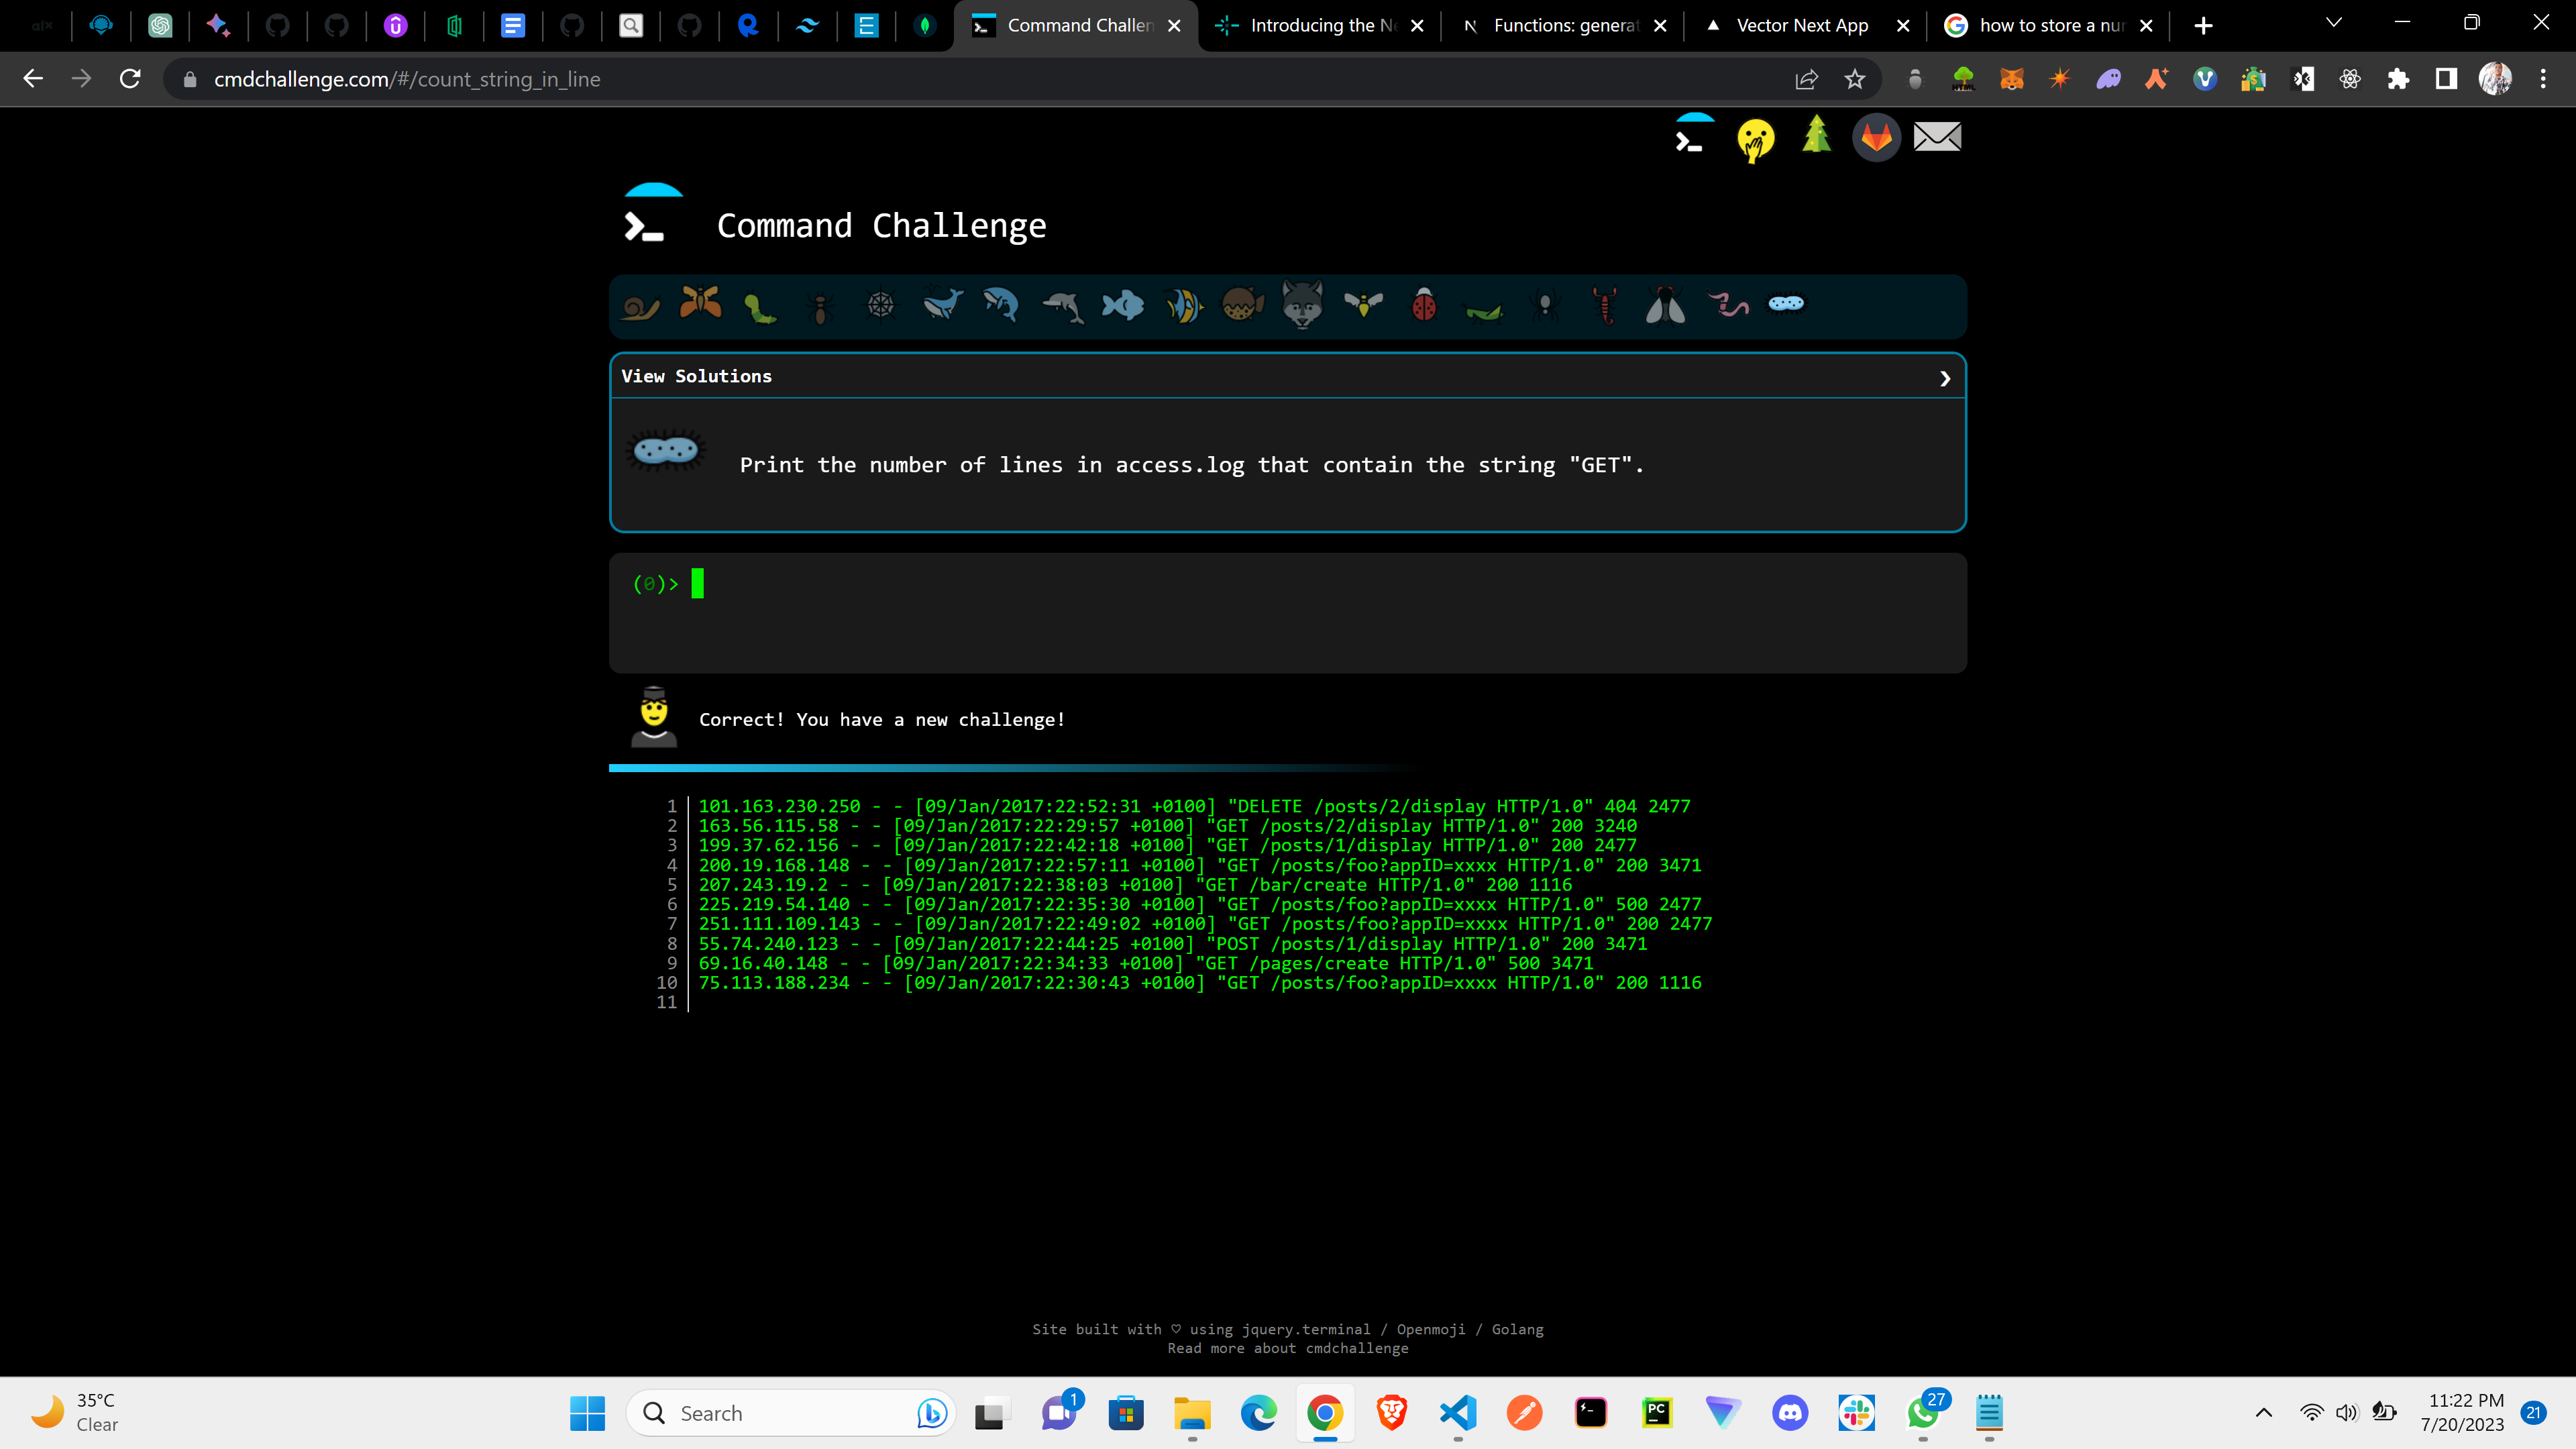 alx
Command Challen
Introducing the Ne
Functions: generat
Vector Next App
how to store a nur
cmdchallenge.com/#/count_string_in_line
Command Challenge
View Solutions
Print the number of lines in access.log that contain the string "GET".
(0)>
Correct! You have a new challenge!
1 101.163.230.250 - - [09/Jan/2017:22:52:31 +0100] "DELETE /posts/2/display HTTP/1.0" 404 2477
2 163.56.115.58 - - [09/Jan/2017:22:29:57 +0100] "GET /posts/2/display HTTP/1.0" 200 3240
3 199.37.62.156 - - [09/Jan/2017:22:42:18 +0100] "GET /posts/1/display HTTP/1.0" 200 2477
4 200.19.168.148 - - [09/Jan/2017:22:57:11 +0100] "GET /posts/foo?appID=xxxx HTTP/1.0" 200 3471
5 207.243.19.2 - - [09/Jan/2017:22:38:03 +0100] "GET /bar/create HTTP/1.0" 200 1116
6 225.219.54.140 - - [09/Jan/2017:22:35:30 +0100] "GET /posts/foo?appID=xxxx HTTP/1.0" 500 2477
7 251.111.109.143 - - [09/Jan/2017:22:49:02 +0100] "GET /posts/foo?appID=xxxx HTTP/1.0" 200 2477
8 55.74.240.123 - - [09/Jan/2017:22:44:25 +0100] "POST /posts/1/display HTTP/1.0" 200 3471
9 69.16.40.148 - - [09/Jan/2017:22:34:33 +0100] "GET /pages/create HTTP/1.0" 500 3471
10 75.113.188.234 - - [09/Jan/2017:22:30:43 +0100] "GET /posts/foo?appID=xxxx HTTP/1.0" 200 1116
11
Site built with ♡ using jquery.terminal / Openmoji / Golang
Read more about cmdchallenge
35°C
Clear
Search
1
PC
27
11:22 PM
7/20/2023
21